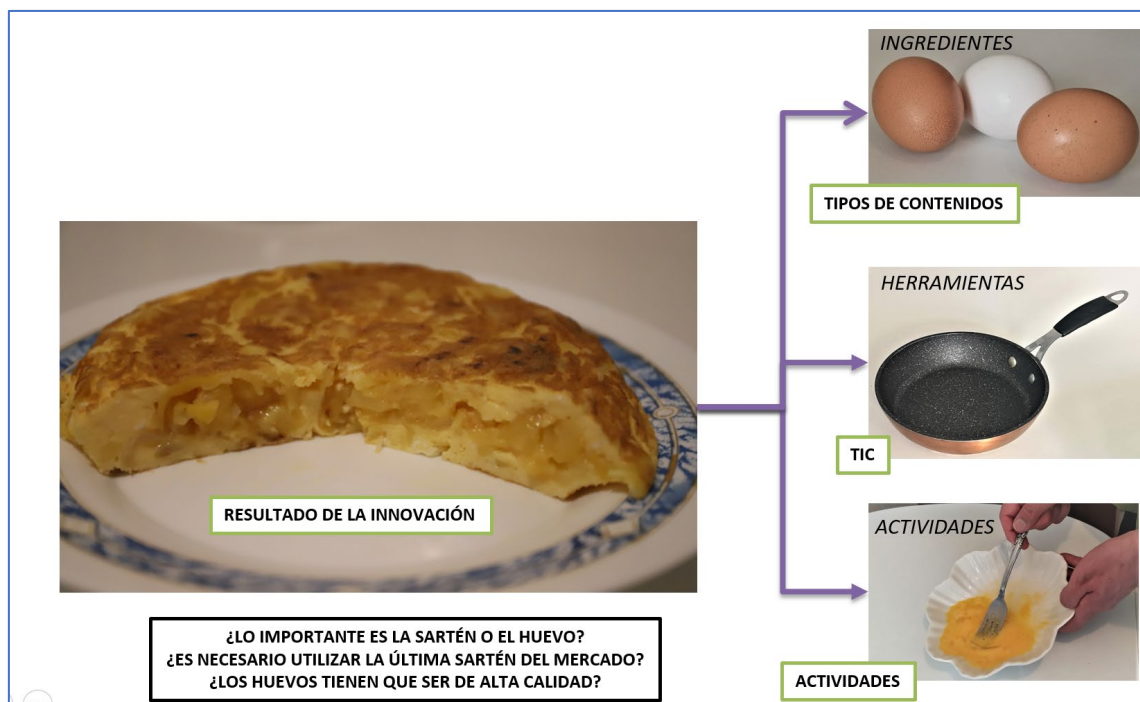 INGREDIENTES
TIPOS DE CONTENIDOS
HERRAMIENTAS
TIC
RESULTADO DE LA INNOVACIÓN
ACTIVIDADES
ACTIVIDADES
¿LO IMPORTANTE ES LA SARTÉN O EL HUEVO?
¿ES NECESARIO UTILIZAR LA ÚLTIMA SARTÉN DEL MERCADO?
¿LOS HUEVOS TIENEN QUE SER DE ALTA CALIDAD?